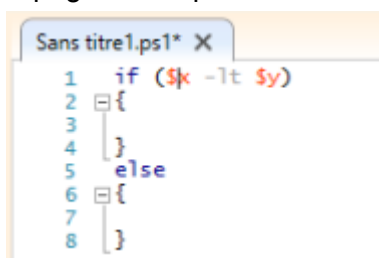 Sans titre1.ps1* X
1 if ($x -lt $y)
2 {
3
4 }
5 else
6 {
7
8 }